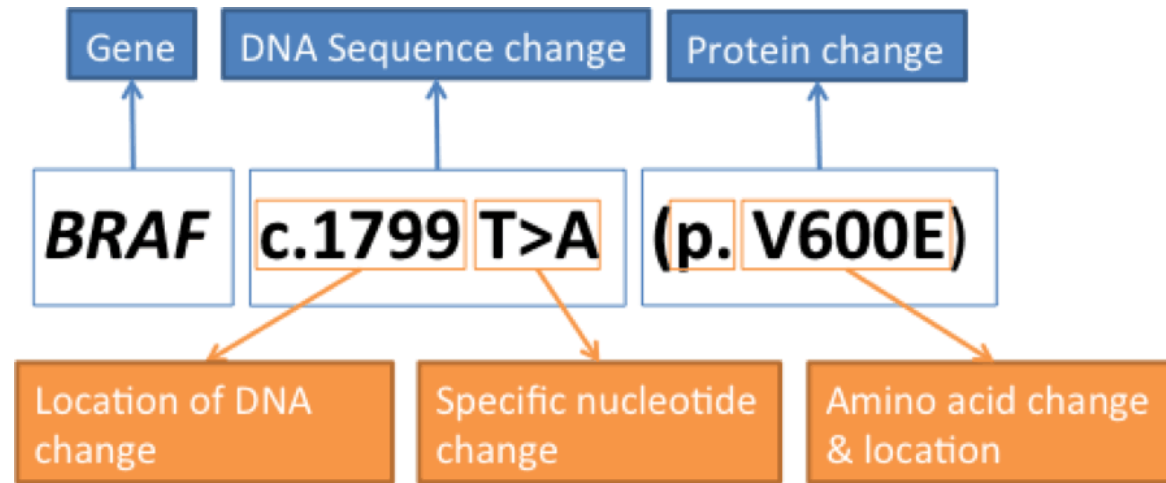 Gene
DNA Sequence change
Protein change
BRAF c.1799 T>A (p. V600E)
Location of DNA
change
Specific nucleotide
change
Amino acid change
& location